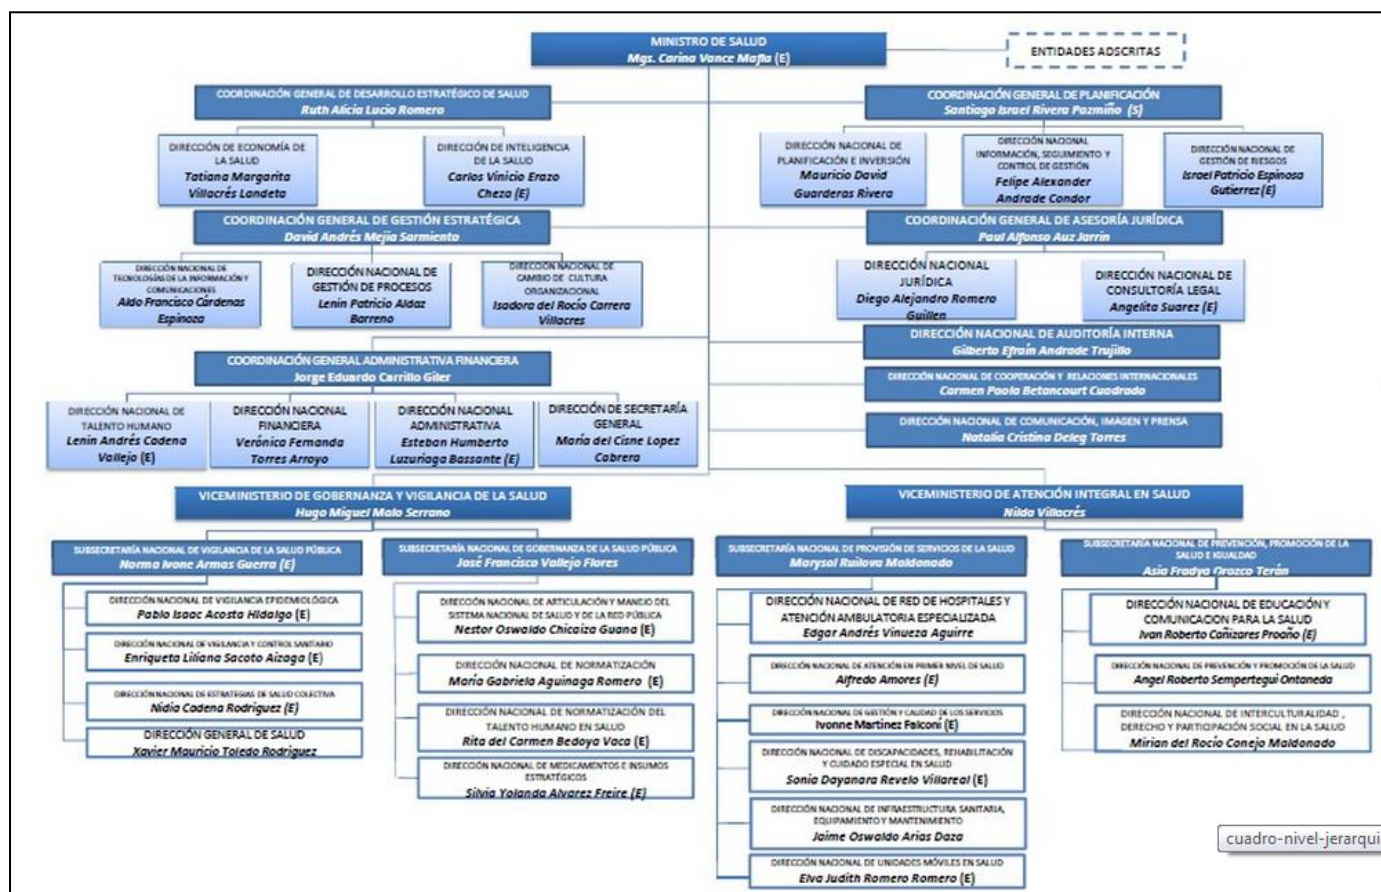 MINISTRO DE SALUD
Mgs. Carina Vance Mafla (E)
ENTIDADES ADSCRITAS
COORDINACIÓN GENERAL DE DESARROLLO ESTRATÉGICO DE SALUD
Ruth Alicia Lucio Romero
COORDINACIÓN GENERAL DE PLANIFICACIÓN
Santiago Israel Rivera Pazmiño (S)
DIRECCIÓN DE ECONOMÍA DE
LA SALUD
Tatiana Margarita
Villacrés Landeta
DIRECCIÓN DE INTELIGENCIA
DE LA SALUD
Carlos Vinicio Erazo
Cheza (E)
DIRECCIÓN NACIONAL DE
PLANIFICACIÓN E INVERSIÓN
Mauricio David
Guarderas Rivera
DIRECCIÓN NACIONAL
INFORMACIÓN, SEGUIMIENTO Y
CONTROL DE GESTIÓN
Felipe Alexander
Andrade Condor
DIRECCIÓN NACIONAL DE
GESTIÓN DE RIESGOS
Israel Patricio Espinosa
Gutierrez (E)
COORDINACIÓN GENERAL DE GESTIÓN ESTRATÉGICA
David Andrés Mejia Sarmiento
COORDINACIÓN GENERAL DE ASESORÍA JURÍDICA
Paul Alfonso Auz Jarrin
DIRECCIÓN NACIONAL DE
TECNOLOGÍAS DE LA INFORMACIÓN Y
COMUNICACIONES
Aldo Francisco Cárdenas
Espinoza
DIRECCIÓN NACIONAL DE
GESTIÓN DE PROCESOS
Lenin Patricio Aldaz
Barreno
DIRECCIÓN NACIONAL DE
CAMBIO DE CULTURA
ORGANIZACIONAL
Isadora del Rocío Carrera
Villacres
DIRECCIÓN NACIONAL
JURÍDICA
Diego Alejandro Romero
Guillen
DIRECCIÓN NACIONAL DE
CONSULTORÍA LEGAL
Angelita Suarez (E)
DIRECCIÓN NACIONAL DE AUDITORÍA INTERNA
Gilberto Efraín Andrade Trujillo
COORDINACIÓN GENERAL ADMINISTRATIVA FINANCIERA
Jorge Eduardo Carrillo Giler
DIRECCIÓN NACIONAL DE COOPERACIÓN Y RELACIONES INTERNACIONALES
Carmen Paola Betancourt Cuadrado
DIRECCIÓN NACIONAL DE
TALENTO HUMANO
Lenin Andrés Cadena
Vallejo (E)
DIRECCIÓN NACIONAL
FINANCIERA
Verónica Fernanda
Torres Arroyo
DIRECCIÓN NACIONAL
ADMINISTRATIVA
Esteban Humberto
Luzuriaga Bassante (E)
DIRECCIÓN DE SECRETARÍA
GENERAL
María del Cisne Lopez
Cabrera
DIRECCIÓN NACIONAL DE COMUNICACIÓN, IMAGEN Y PRENSA
Natalia Cristina Deleg Torres
VICEMINISTERIO DE GOBERNANZA Y VIGILANCIA DE LA SALUD
Hugo Miguel Malo Serrano
VICEMINISTERIO DE ATENCIÓN INTEGRAL EN SALUD
Nilda Villacrés
SUBSECRETARÍA NACIONAL DE VIGILANCIA DE LA SALUD PÚBLICA
Norma Ivone Armas Guerra (E)
SUBSECRETARÍA NACIONAL DE GOBERNANZA DE LA SALUD PÚBLICA
José Francisco Vallejo Flores
SUBSECRETARÍA NACIONAL DE PROVISIÓN DE SERVICIOS DE LA SALUD
Marysol Ruilova Maldonado
SUBSECRETARÍA NACIONAL DE PREVENCIÓN, PROMOCIÓN DE LA
SALUD E IGUALDAD
Asia Fradya Orozco Terán
DIRECCIÓN NACIONAL DE VIGILANCIA EPIDEMIOLÓGICA
Pablo Isaac Acosta Hidalgo (E)
DIRECCIÓN NACIONAL DE VIGILANCIA Y CONTROL SANITARIO
Enriqueta Liliana Sacoto Aizaga (E)
DIRECCIÓN NACIONAL DE ESTRATEGIAS DE SALUD COLECTIVA
Nidia Cadena Rodriguez (E)
DIRECCIÓN GENERAL DE SALUD
Xavier Mauricio Toledo Rodriguez
DIRECCIÓN NACIONAL DE ARTICULACIÓN Y MANEJO DEL
SISTEMA NACIONAL DE SALUD Y DE LA RED PÚBLICA
Nestor Oswaldo Chicaiza Guana (E)
DIRECCIÓN NACIONAL DE NORMATIZACIÓN
María Gabriela Aguinaga Romero (E)
DIRECCIÓN NACIONAL DE NORMATIZACIÓN DEL
TALENTO HUMANO EN SALUD
Rita del Carmen Bedoya Vaca (E)
DIRECCIÓN NACIONAL DE MEDICAMENTOS E INSUMOS
ESTRATÉGICOS
Silvia Yolanda Alvarez Freire (E)
DIRECCIÓN NACIONAL DE RED DE HOSPITALES Y
ATENCIÓN AMBULATORIA ESPECIALIZADA
Edgar Andrés Vinueza Aguirre
DIRECCIÓN NACIONAL DE ATENCIÓN EN PRIMER NIVEL DE SALUD
Alfredo Amores (E)
DIRECCIÓN NACIONAL DE GESTIÓN Y CALIDAD DE LOS SERVICIOS
Ivonne Martinez Falconí (E)
DIRECCIÓN NACIONAL DE DISCAPACIDADES, REHABILITACIÓN
Y CUIDADO ESPECIAL EN SALUD
Sonia Dayanara Revelo Villareal (E)
DIRECCIÓN NACIONAL DE INFRAESTRUCTURA SANITARIA,
EQUIPAMIENTO Y MANTENIMIENTO
Jaime Oswaldo Arias Daza
DIRECCIÓN NACIONAL DE UNIDADES MÓVILES EN SALUD
Elva Judith Romero Romero (E)
DIRECCIÓN NACIONAL DE EDUCACIÓN Y
COMUNICACION PARA LA SALUD
Ivan Roberto Cañizares Proaño (E)
DIRECCIÓN NACIONAL DE PREVENCIÓN Y PROMOCIÓN DE LA SALUD
Angel Roberto Sempertegui Ontaneda
DIRECCIÓN NACIONAL DE INTERCULTURALIDAD ,
DERECHO Y PARTICIPACIÓN SOCIAL EN LA SALUD
Mirian del Rocío Conejo Maldonado
cuadro-nivel-jerarqui